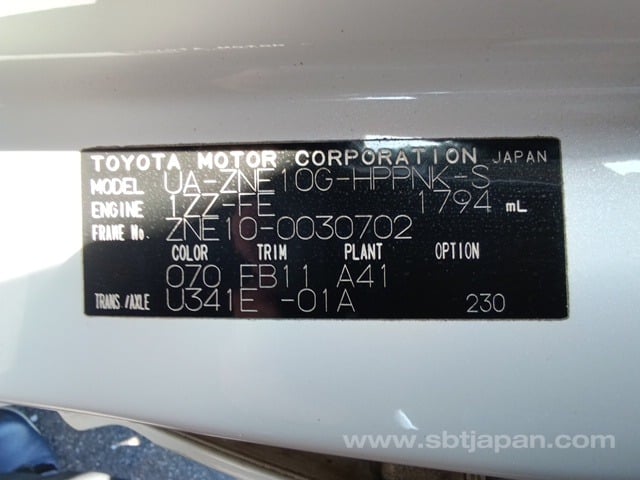 TOYOTA MOTOR CORPORATION JAPAN
MODEL UA-ZNE10G-HPPNK-S
ENGINE 1ZZ-FE 1794 mL
FRAME No. ZNE10-0030702
COLOR TRIM PLANT OPTION
070 FB11 A41
TRANS/AXLE U341E -01A 230
www.sbtjapan.com